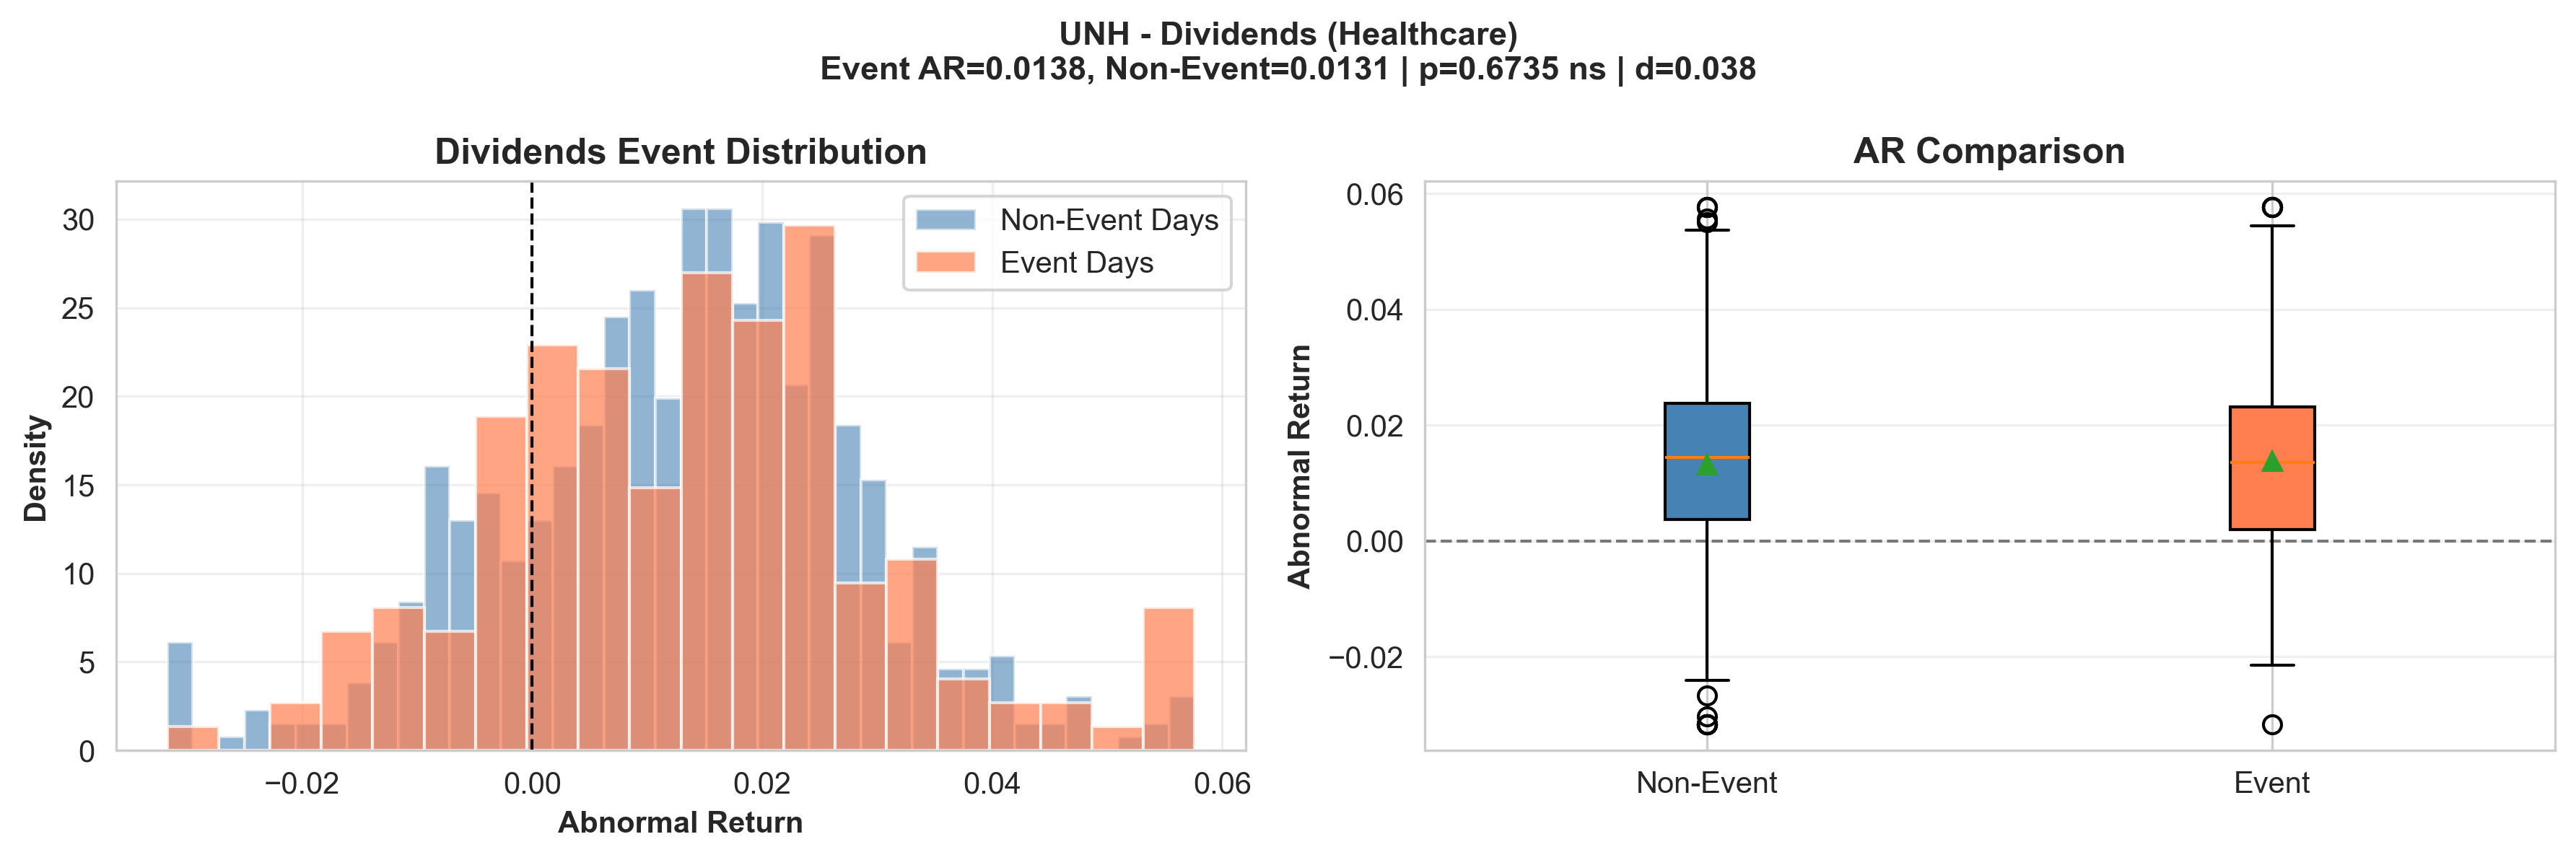 UNH - Dividends (Healthcare)
Event AR=0.0138, Non-Event=0.0131 | p=0.6735 ns | d=0.038
Dividends Event Distribution
Non-Event Days
Event Days
30
25
20
15
10
5
0
Density
−0.02
0.00
0.02
0.04
0.06
Abnormal Return
AR Comparison
0.06
0.04
0.02
0.00
−0.02
Abnormal Return
Non-Event
Event